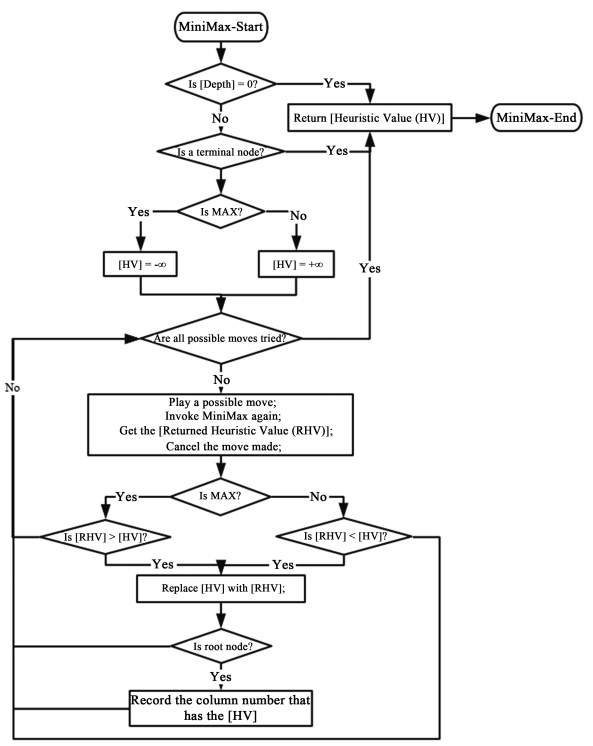 MiniMax-Start
Is [Depth] = 0?
Yes
No
Return [Heuristic Value (HV)]
MiniMax-End
Is a terminal node?
Yes
Is MAX?
Yes
No
[HV] = -∞
[HV] = +∞
Yes
Are all possible moves tried?
No
No
Play a possible move;
Invoke MiniMax again;
Get the [Returned Heuristic Value (RHV)];
Cancel the move made;
Is MAX?
Yes
No
Is [RHV] > [HV]?
Is [RHV] < [HV]?
Yes
Yes
Replace [HV] with [RHV];
Is root node?
Yes
Record the column number that
has the [HV]